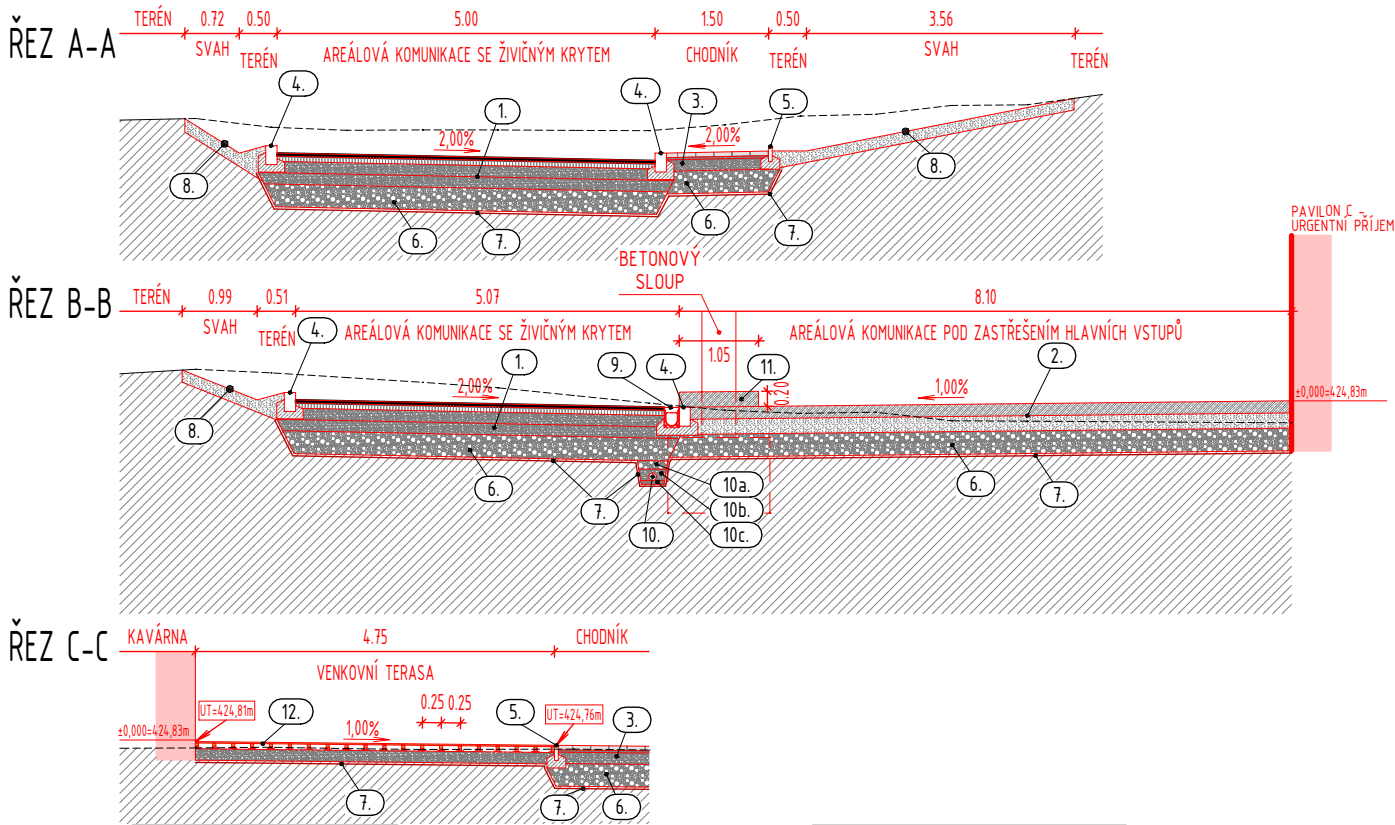 ŘEZ A-A
TERÉN 0.72 0.50 5.00 1.50 0.50 3.56
SVAH TERÉN AREÁLOVÁ KOMUNIKACE SE ŽIVIČNÝM KRYTEM CHODNÍK TERÉN SVAH TERÉN
4. 1. 4. 3. 5.
2,00% 2,00%
8. 6. 7. 6. 7. 8.
PAVILON C -
URGENTNÍ PŘÍJEM
BETONOVÝ
SLOUP
ŘEZ B-B
TERÉN 0.99 0.51 5.07 8.10
SVAH TERÉN AREÁLOVÁ KOMUNIKACE SE ŽIVIČNÝM KRYTEM AREÁLOVÁ KOMUNIKACE POD ZASTŘEŠENÍM HLAVNÍCH VSTUPŮ
1.05
4. 1. 9. 4. 11. 2.
2,00% 0.20 1,00%
±0,000=424,83m
8. 6. 7. 10. 10a. 10b. 10c. 6. 7.
ŘEZ C-C
KAVÁRNA 4.75 CHODNÍK
VENKOVNÍ TERASA
0.25 0.25
UT=424,81m 12. 5. UT=424,76m 3.
±0,000=424,83m 1,00%
7. 7. 6.